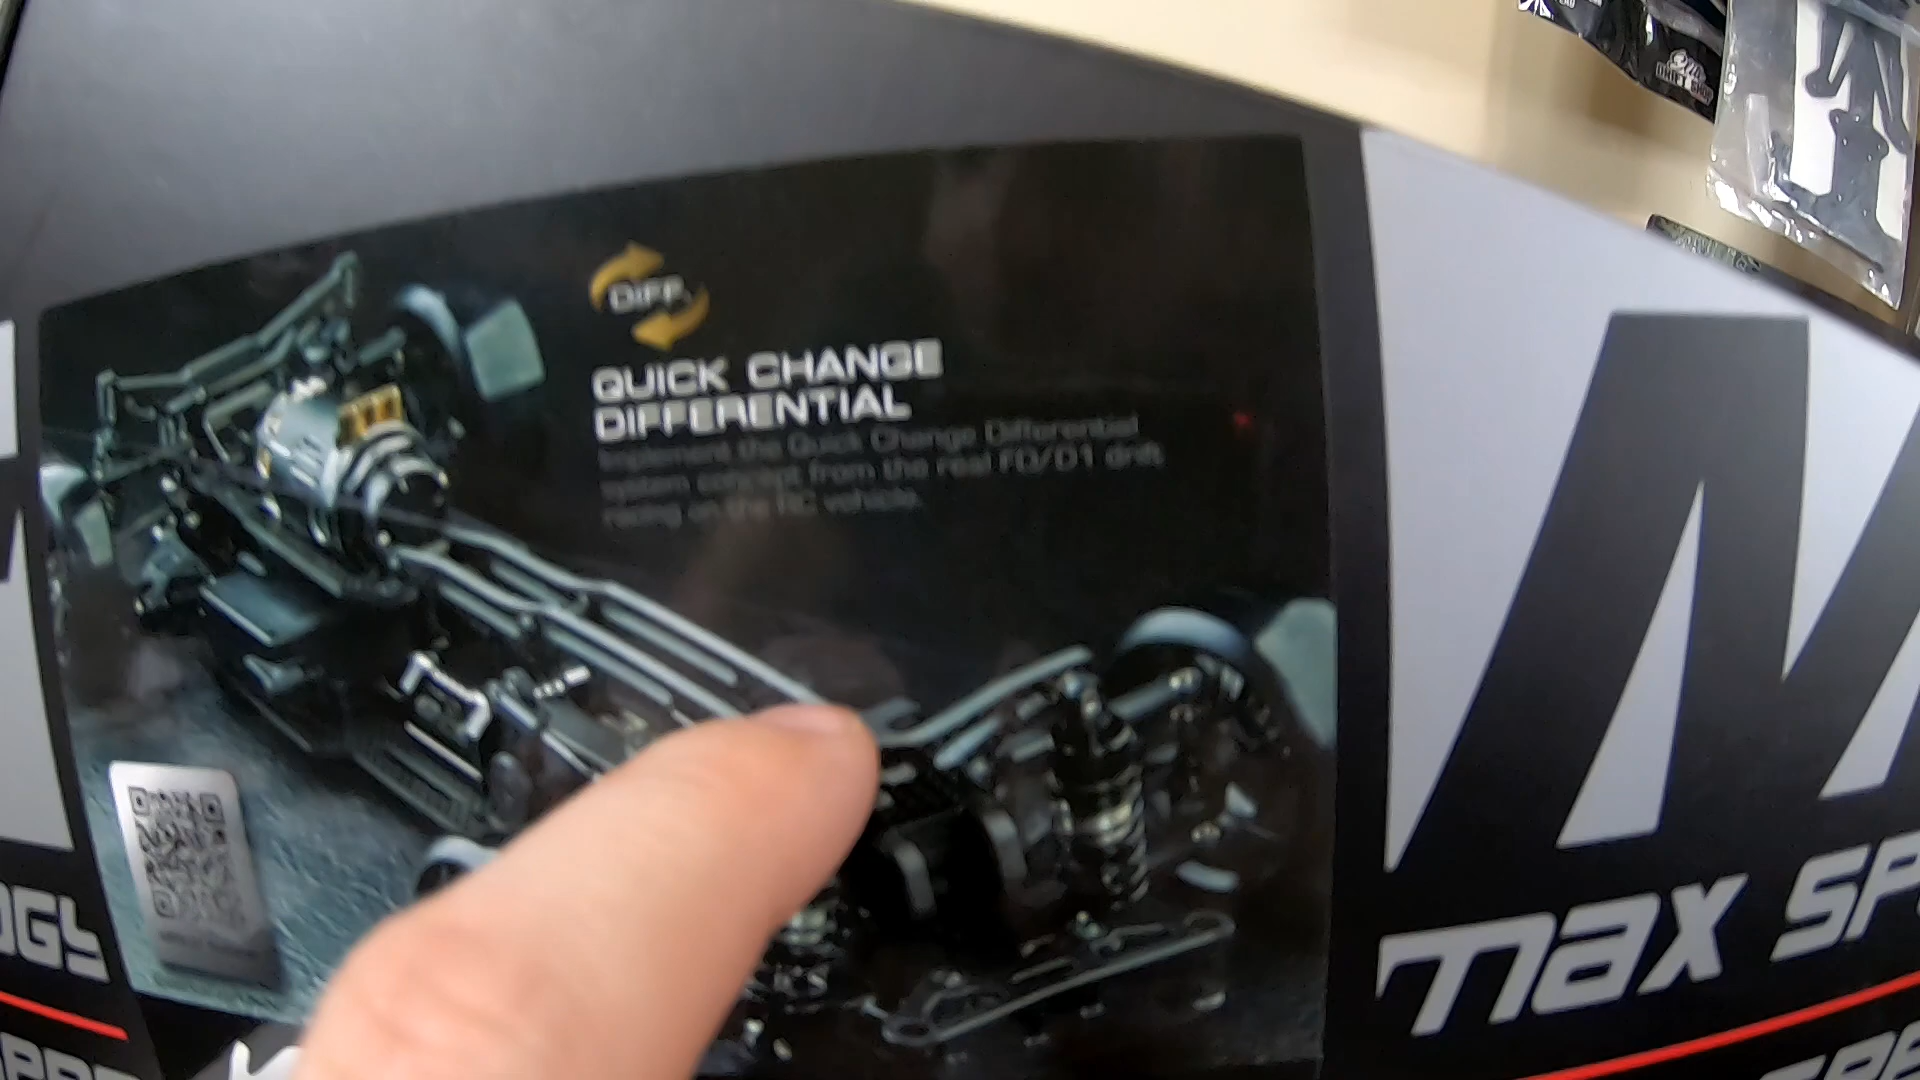 DIFF.
QUICK CHANGE
DIFFERENTIAL
Implement the Quick Change Differential
system concept from the real FD/D1 drift
racing on the RC vehicle.
OGY
max SP